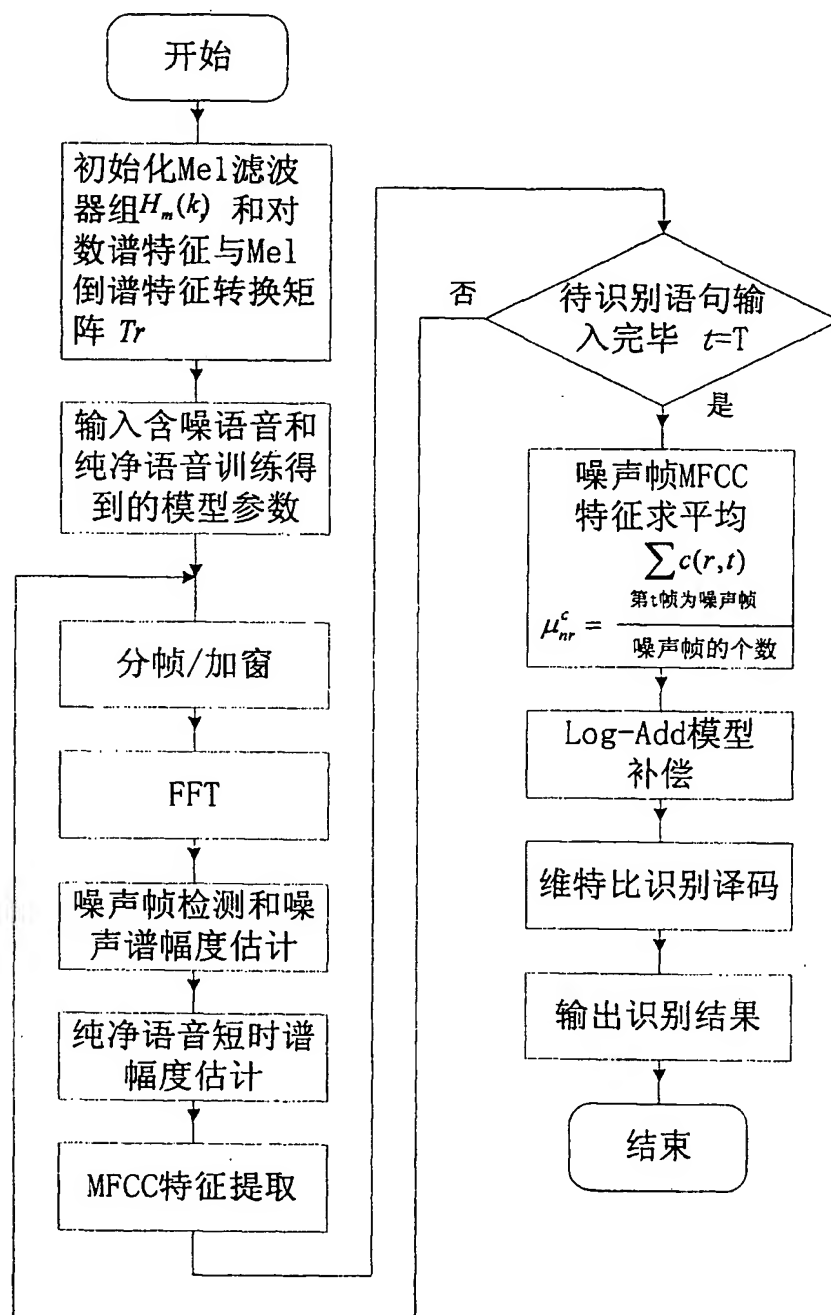 开始
初始化Mel滤波
器组Hₘ(k) 和对
数谱特征与Mel
倒谱特征转换矩
阵 Tr
输入含噪语音和
纯净语音训练得
到的模型参数
分帧/加窗
FFT
噪声帧检测和噪
声谱幅度估计
纯净语音短时谱
幅度估计
MFCC特征提取
否
待识别语句输
入完毕 t=T
是
噪声帧MFCC
特征求平均
∑c(r,t)
第t帧为噪声帧
μᶜₙᵣ =
噪声帧的个数
Log-Add模型
补偿
维特比识别译码
输出识别结果
结束